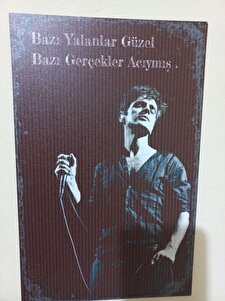 Bazı Yalanlar Güzel
Bazı Gerçekler Acıymış .